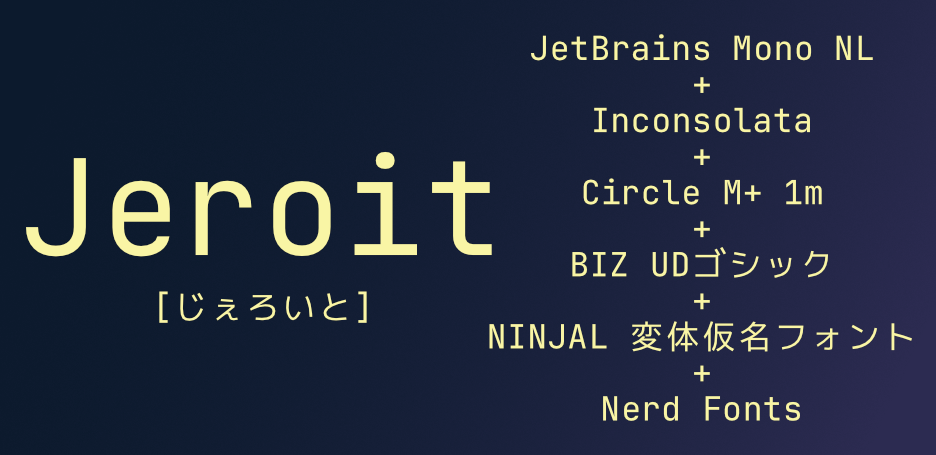 Jeroit
[じぇろいと]
JetBrains Mono NL
+
Inconsolata
+
Circle M+ 1m
+
BIZ UDゴシック
+
NINJAL 変体仮名フォント
+
Nerd Fonts